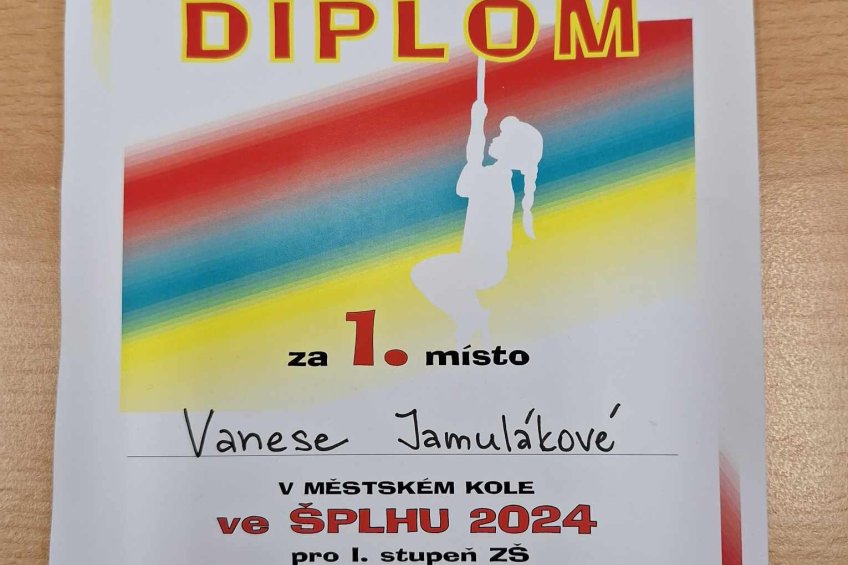 DIPLOM
za 1. místo
Vanese Jamulákové
V MĚSTSKÉM KOLE
ve ŠPLHU 2024
pro I. stupeň ZŠ